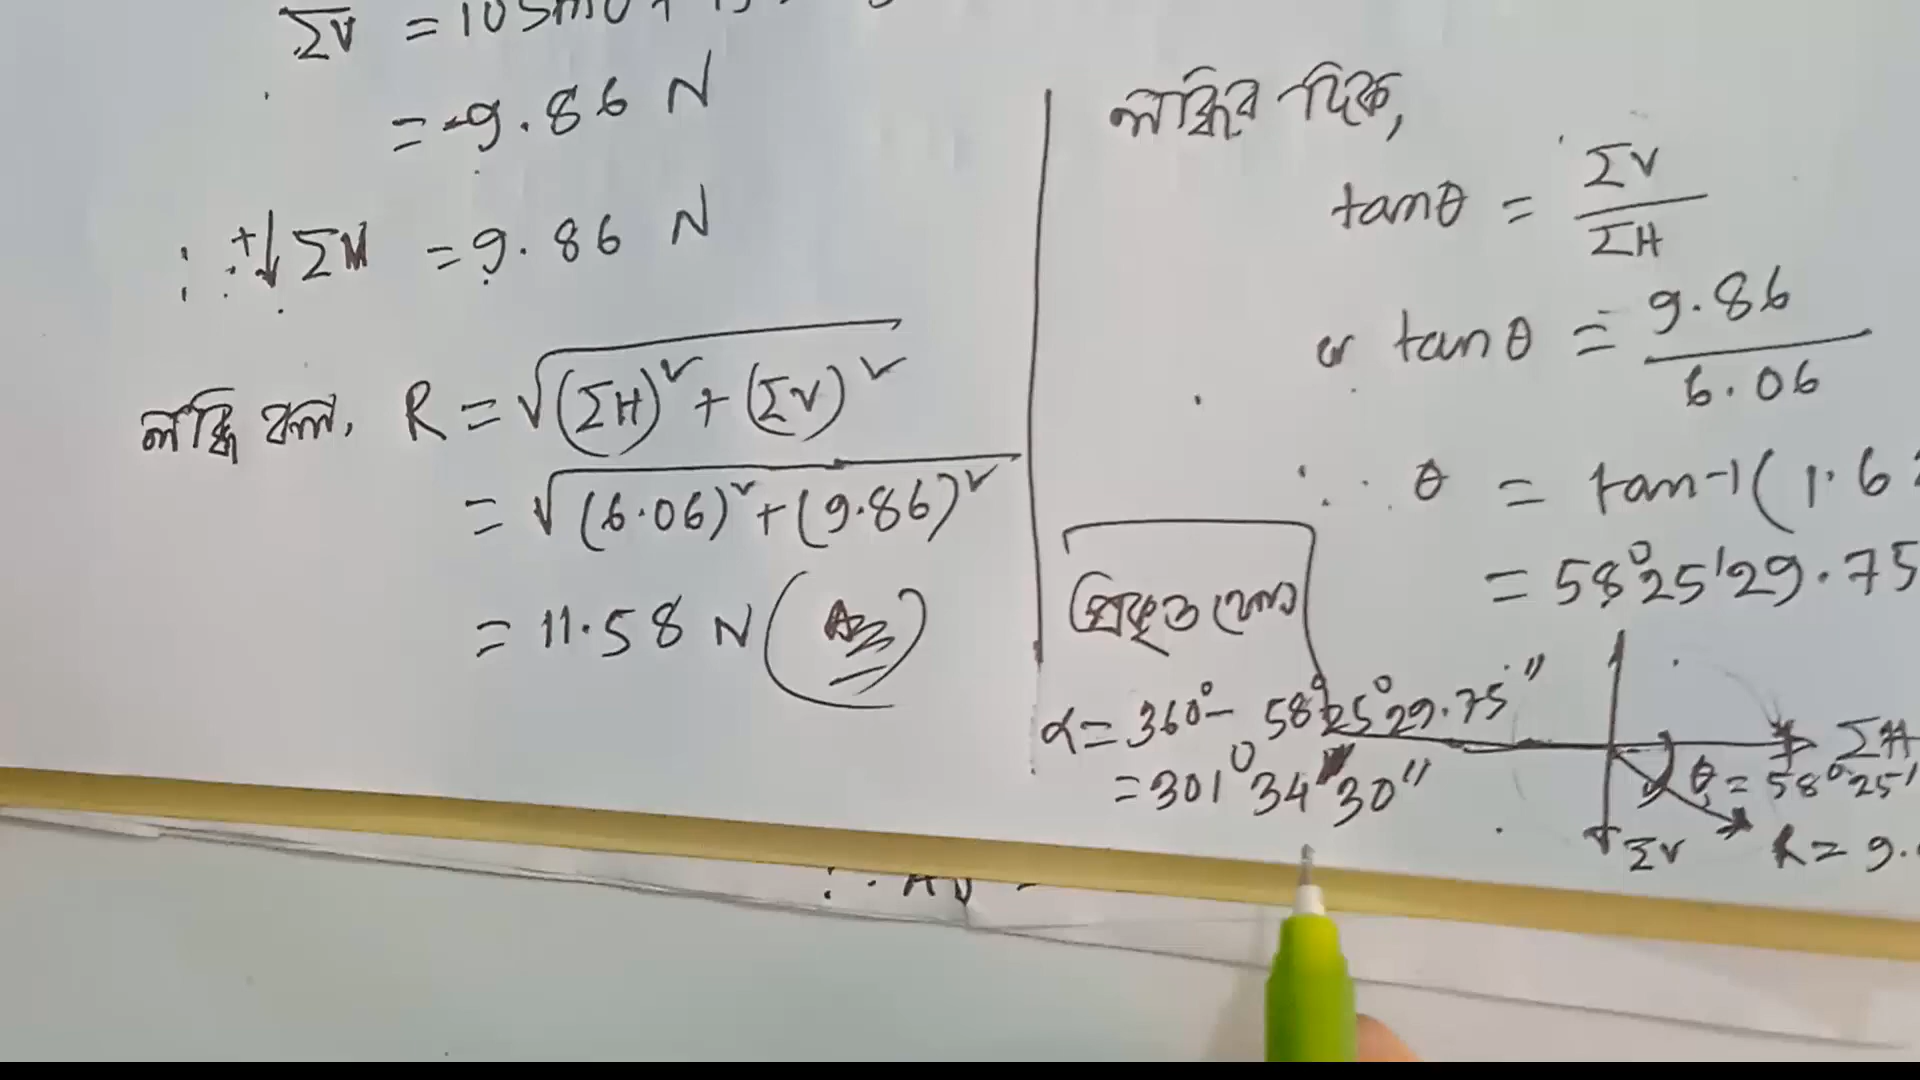 ΣV = 10 sin0 +
= -9.86 N
∴ +↓ ΣV = 9.86 N
লব্ধি বল, R = √(ΣH)² + (ΣV)²
= √(6.06)² + (9.86)²
= 11.58 N (Ans)
লব্ধির দিক,
tanθ = ΣV / ΣH
or tanθ = 9.86 / 6.06
∴ θ = tan-1(1.62
= 58°25'29.75
প্রকৃত কোণ
α = 360° - 58°25°29.75"
= 301°34'30"
ΣH
θ = 58°25'
ΣV R = 9.